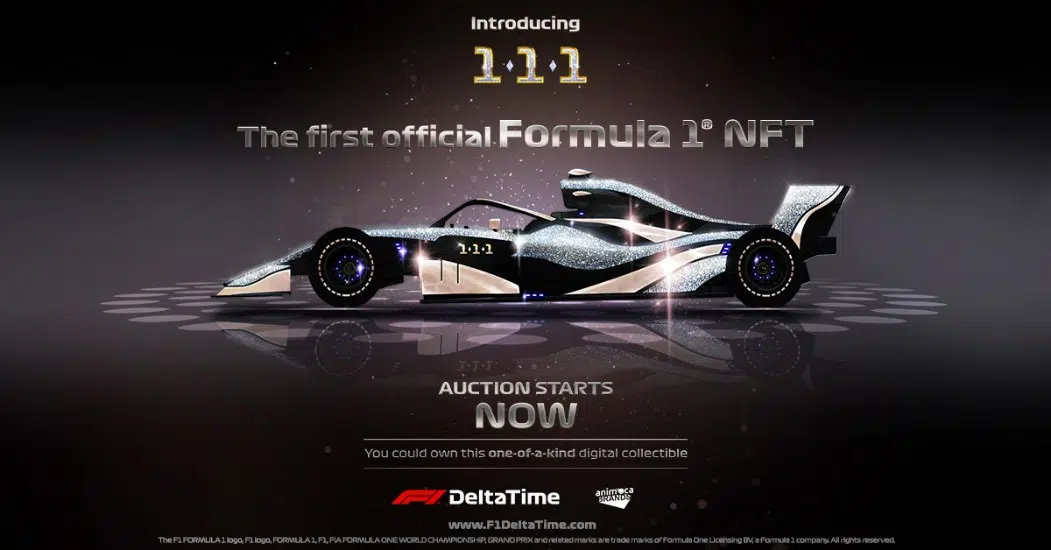 Introducing
1·1·1
The first official Formula 1® NFT
1·1·1
AUCTION STARTS
NOW
You could own this one-of-a-kind digital collectible
F1 DeltaTime
animoca BRANDS
www.F1DeltaTime.com
The F1 FORMULA 1 logo, F1 logo, FORMULA 1, F1, FIA FORMULA ONE WORLD CHAMPIONSHIP, GRAND PRIX and related marks are trade marks of Formula One Licensing BV, a Formula 1 company. All rights reserved.